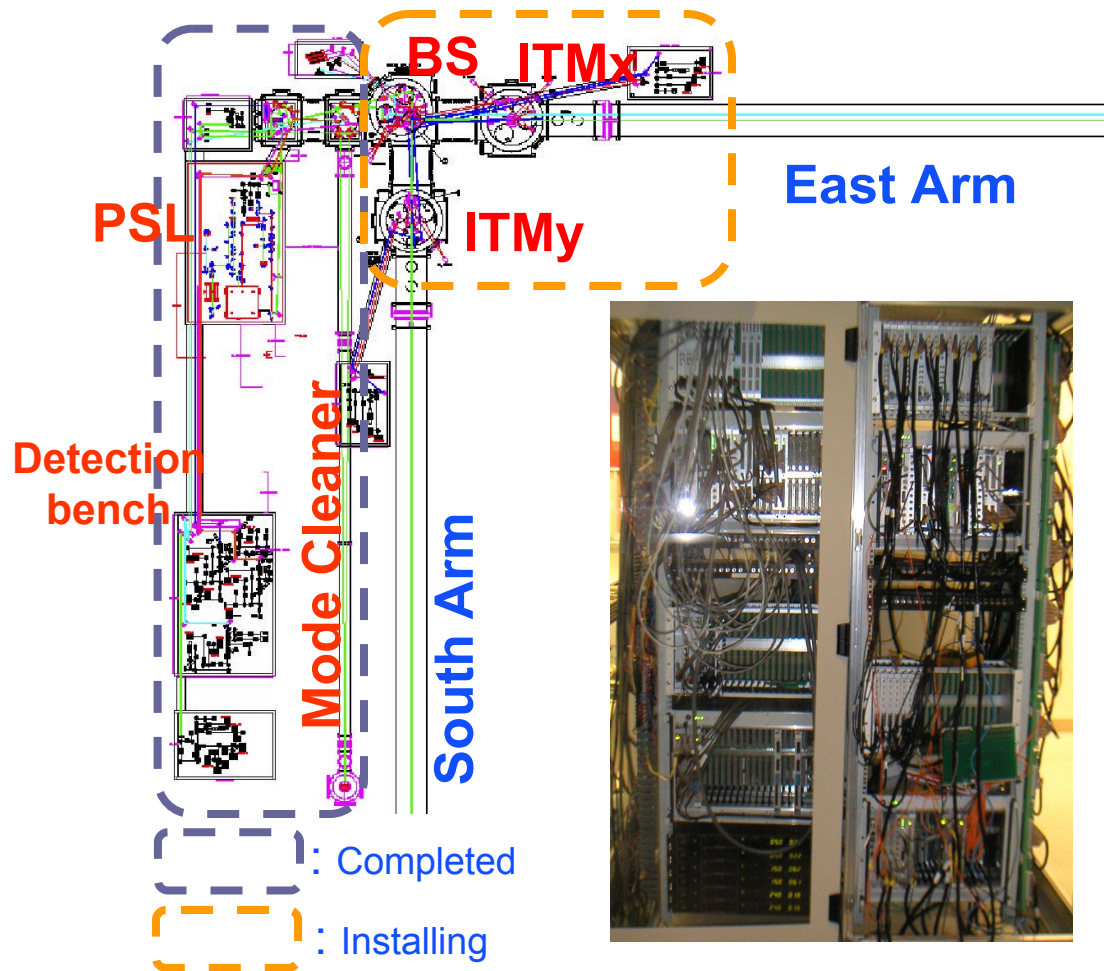 BS
ITMx
East Arm
PSL
ITMy
Detection
bench
Mode Cleaner
South Arm
: Completed
: Installing